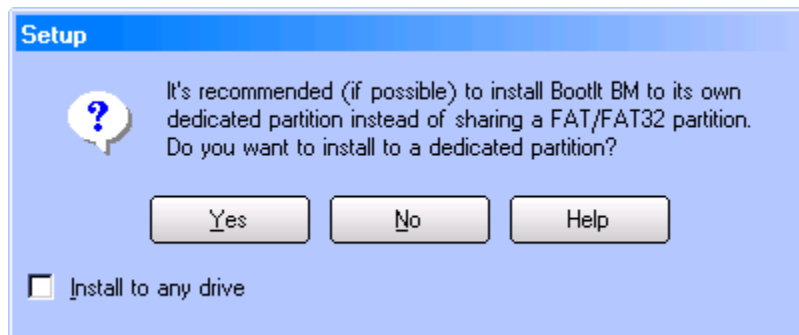 Setup
?
It's recommended (if possible) to install BootIt BM to its own
dedicated partition instead of sharing a FAT/FAT32 partition.
Do you want to install to a dedicated partition?
Yes No Help
Install to any drive